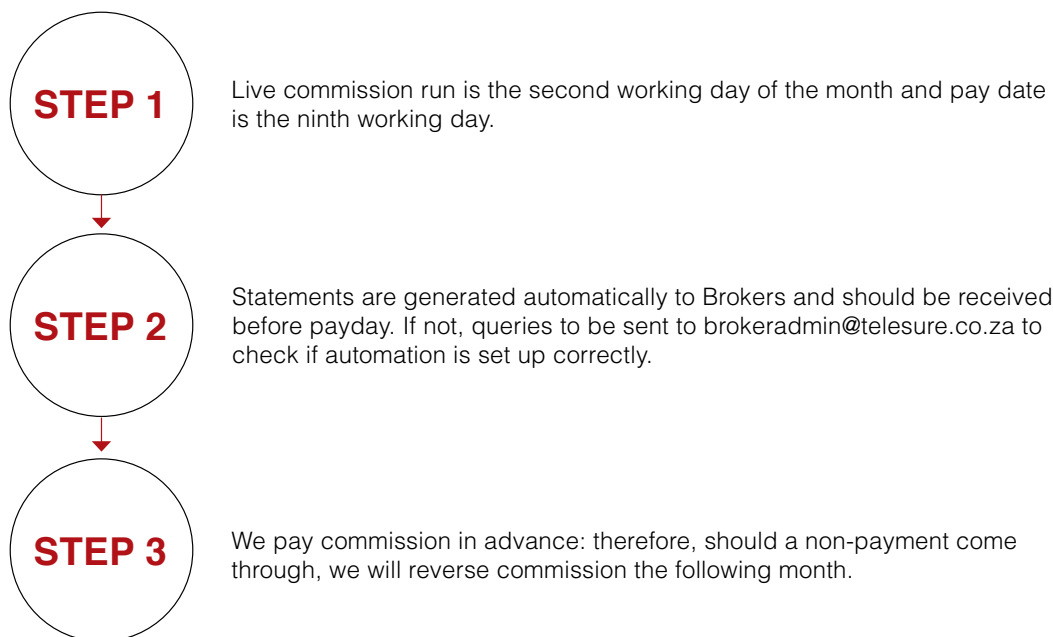 STEP 1
Live commission run is the second working day of the month and pay date
is the ninth working day.
STEP 2
Statements are generated automatically to Brokers and should be received
before payday. If not, queries to be sent to brokeradmin@telesure.co.za to
check if automation is set up correctly.
STEP 3
We pay commission in advance: therefore, should a non-payment come
through, we will reverse commission the following month.